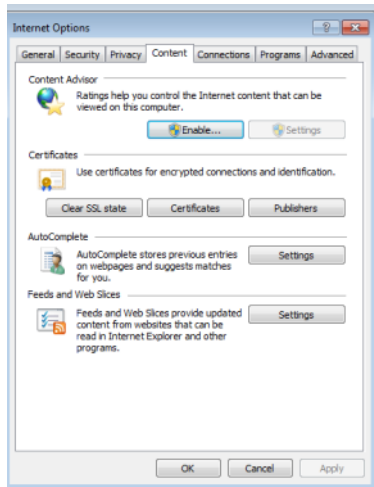 Internet Options
General Security Privacy Content Connections Programs Advanced
Content Advisor
Ratings help you control the Internet content that can be
viewed on this computer.
Enable... Settings
Certificates
Use certificates for encrypted connections and identification.
Clear SSL state Certificates Publishers
AutoComplete
AutoComplete stores previous entries
on webpages and suggests matches
for you.
Settings
Feeds and Web Slices
Feeds and Web Slices provide updated
content from websites that can be
read in Internet Explorer and other
programs.
Settings
OK Cancel Apply